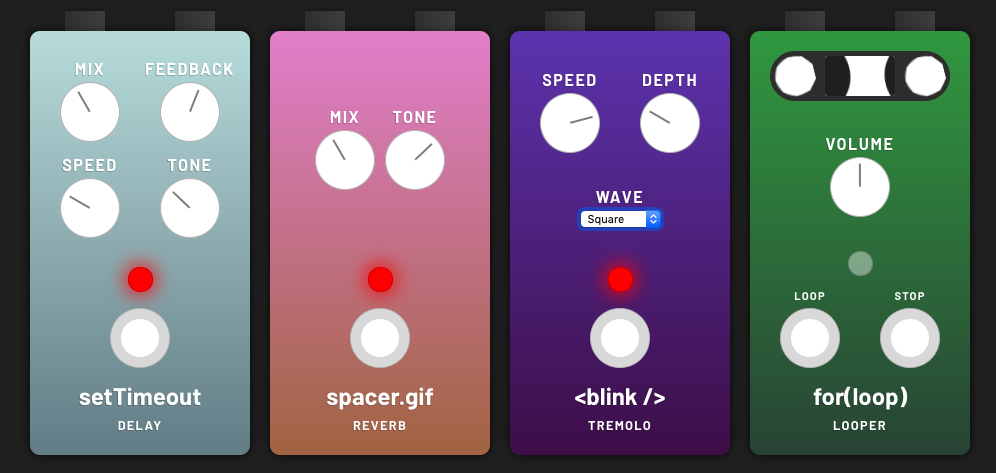 MIX FEEDBACK
SPEED TONE
setTimeout
DELAY
MIX TONE
spacer.gif
REVERB
SPEED DEPTH
WAVE
Square
<blink />
TREMOLO
VOLUME
LOOP STOP
for(loop)
LOOPER